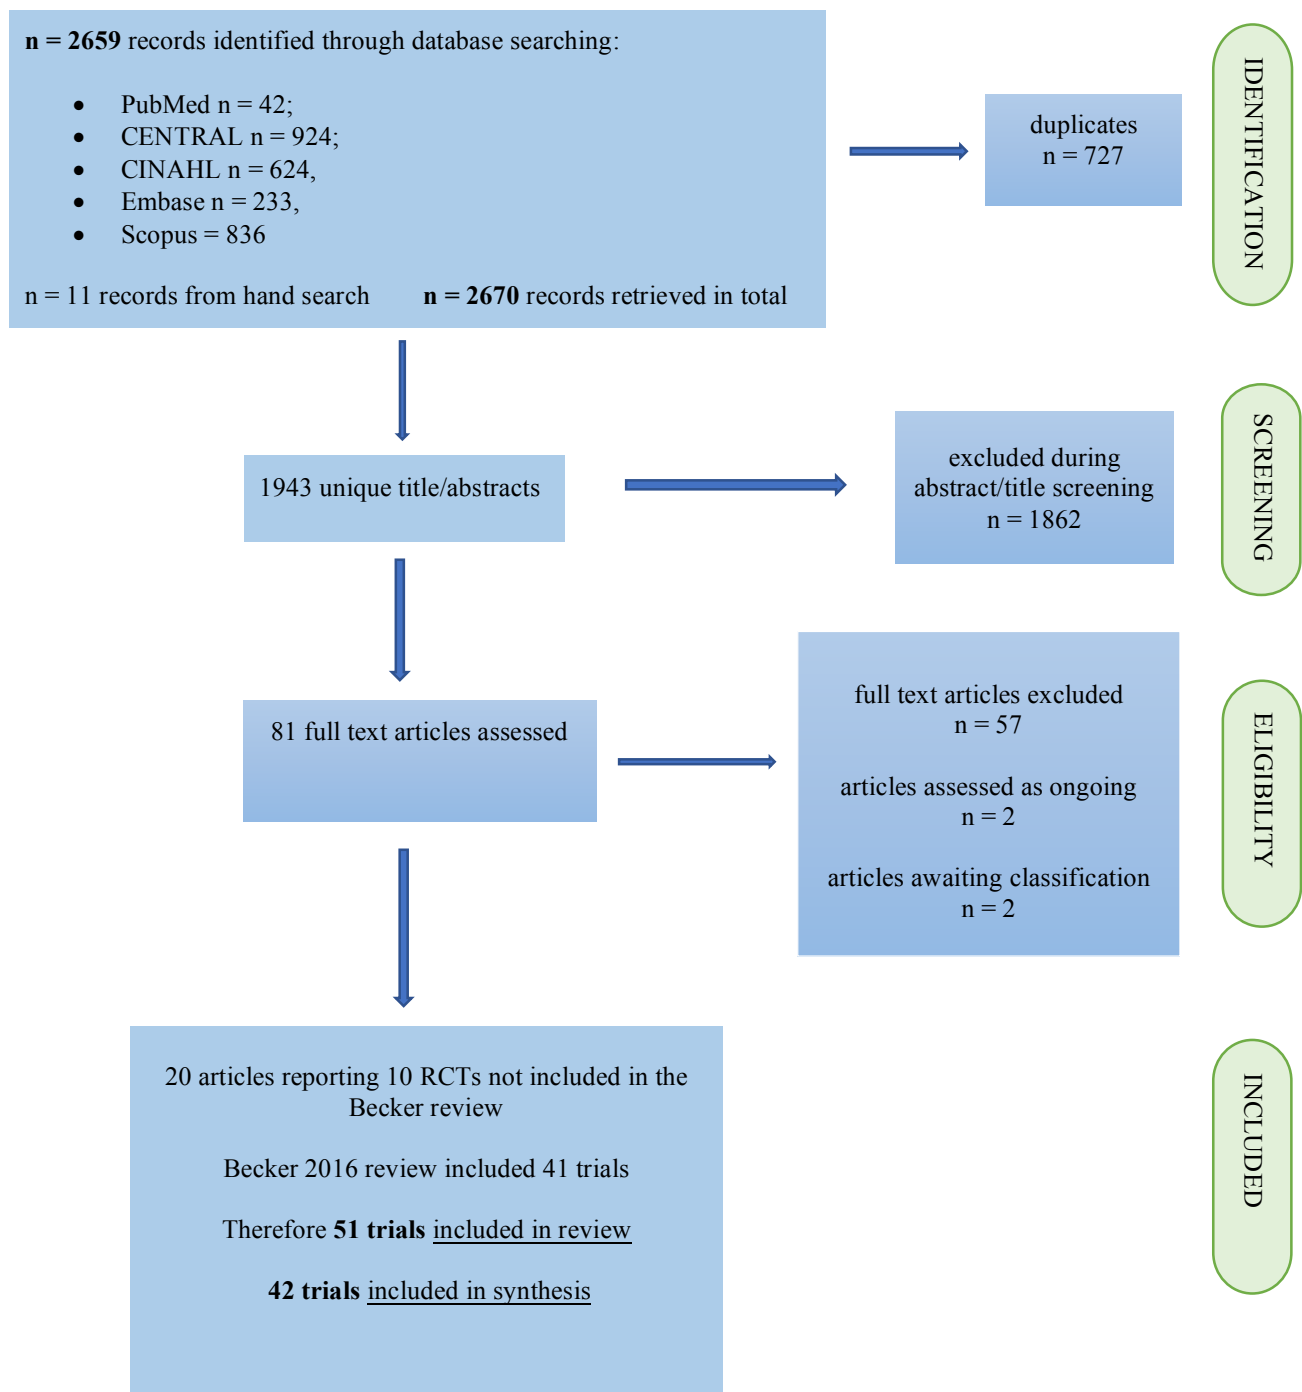 n = 2659 records identified through database searching:
• PubMed n = 42;
• CENTRAL n = 924;
• CINAHL n = 624,
• Embase n = 233,
• Scopus = 836
n = 11 records from hand search n = 2670 records retrieved in total
duplicates
n = 727
IDENTIFICATION
1943 unique title/abstracts
excluded during
abstract/title screening
n = 1862
SCREENING
81 full text articles assessed
full text articles excluded
n = 57
articles assessed as ongoing
n = 2
articles awaiting classification
n = 2
ELIGIBILITY
20 articles reporting 10 RCTs not included in the
Becker review
Becker 2016 review included 41 trials
Therefore 51 trials included in review
42 trials included in synthesis
INCLUDED